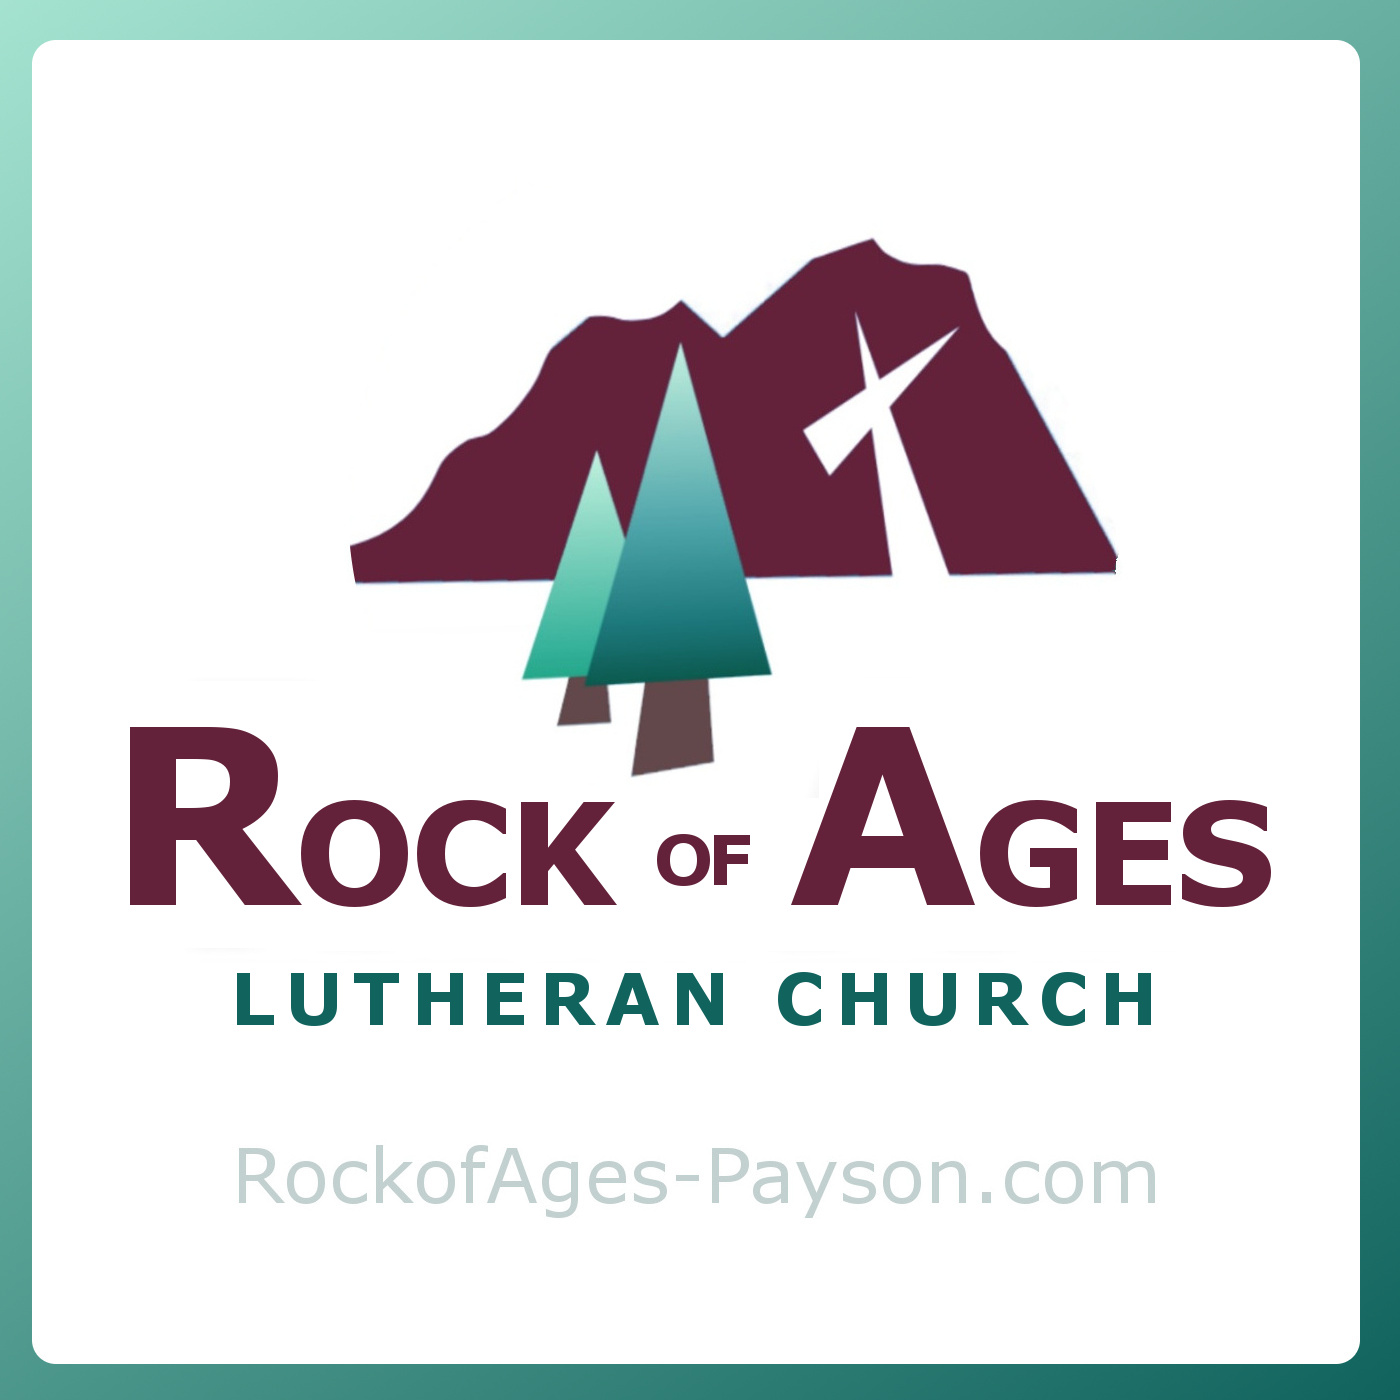 ROCK OF AGES
LUTHERAN CHURCH
RockofAges-Payson.com